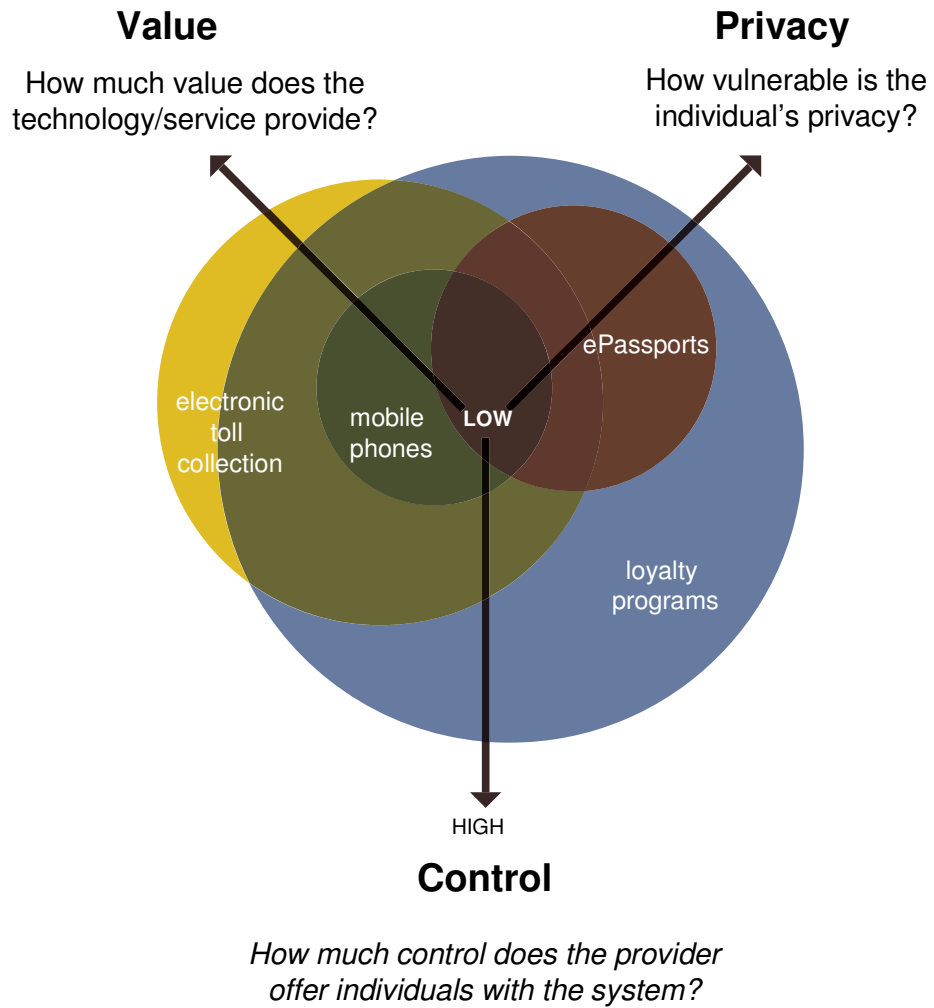 Value
How much value does the
technology/service provide?
Privacy
How vulnerable is the
individual's privacy?
ePassports
electronic
toll
collection
mobile
phones
LOW
loyalty
programs
HIGH
Control
How much control does the provider
offer individuals with the system?